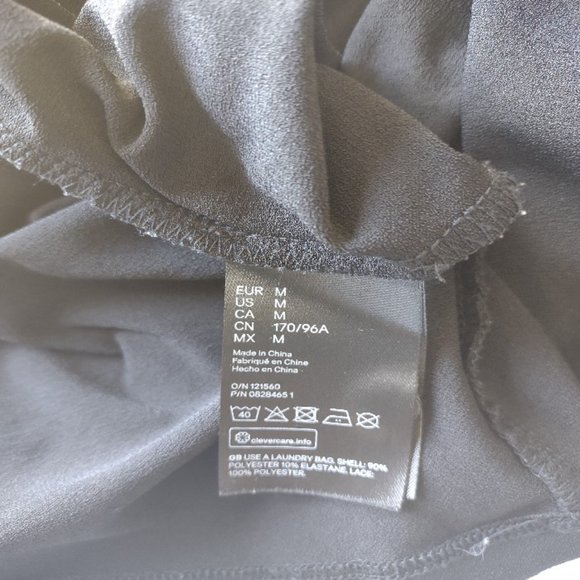 EUR M
US M
CA M
CN 170/96A
MX M
Made in China
Fabriqué en Chine
Hecho en China
O/N 121560
P/N 0828465 1
40
clevercare.info
GB USE A LAUNDRY BAG. SHELL: 90%
POLYESTER 10% ELASTANE. LACE:
100% POLYESTER.